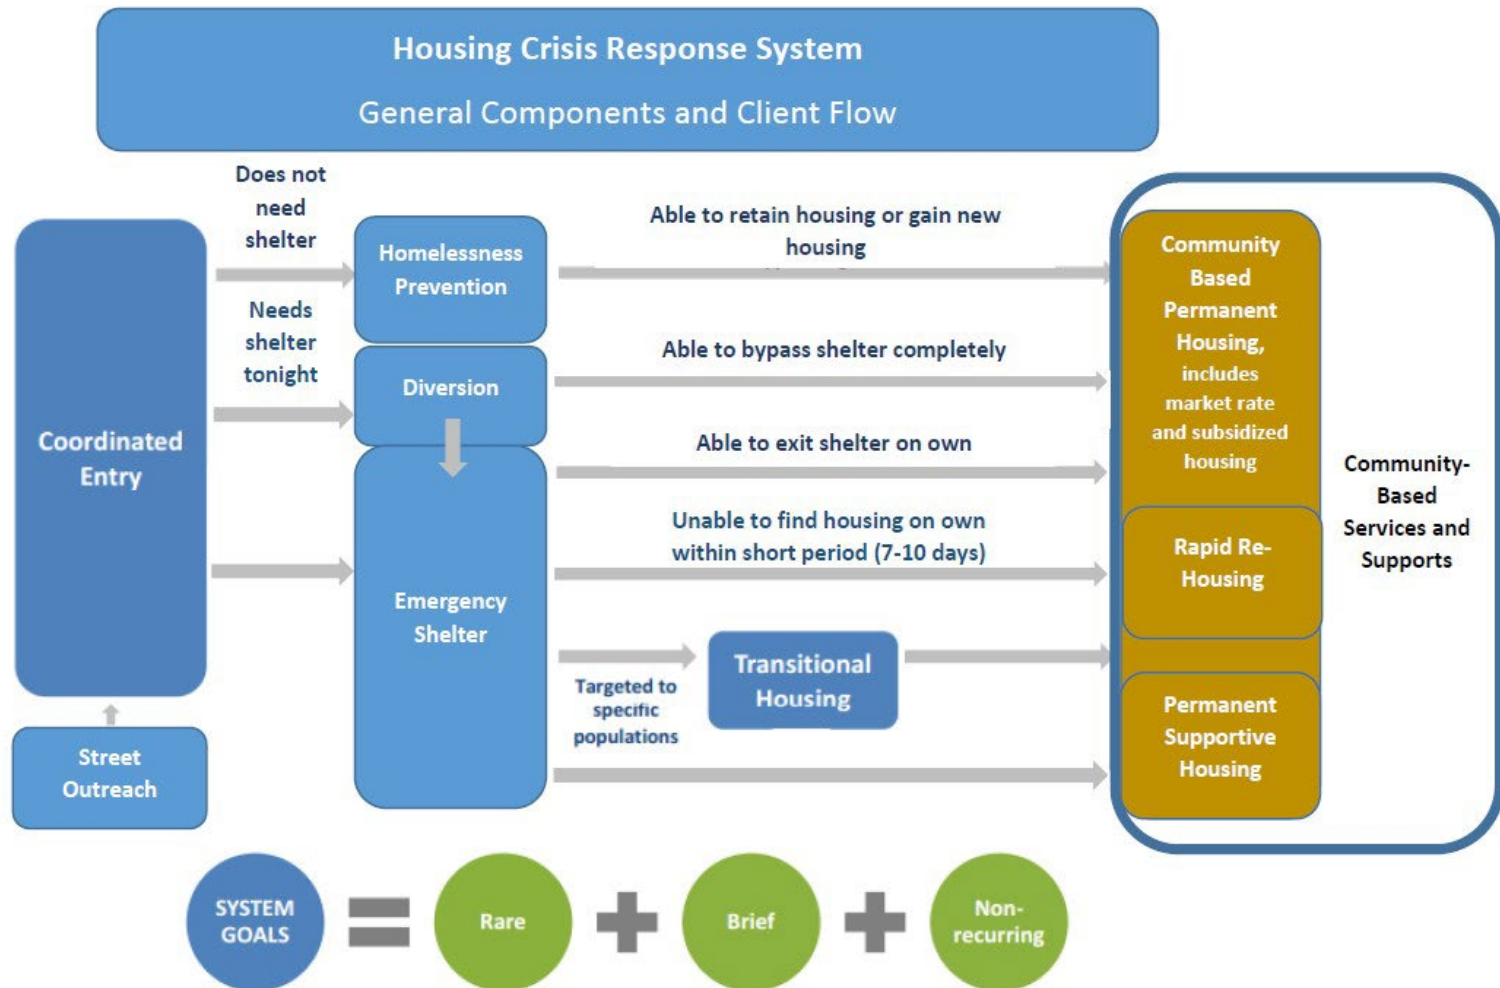 Housing Crisis Response System
General Components and Client Flow
Does not
need
shelter
Needs
shelter
tonight
Coordinated
Entry
Street
Outreach
Homelessness
Prevention
Diversion
Emergency
Shelter
Able to retain housing or gain new
housing
Able to bypass shelter completely
Able to exit shelter on own
Unable to find housing on own
within short period (7-10 days)
Targeted to
specific
populations
Transitional
Housing
Community
Based
Permanent
Housing,
includes
market rate
and subsidized
housing
Rapid Re-
Housing
Permanent
Supportive
Housing
Community-
Based
Services and
Supports
SYSTEM
GOALS
Rare
Brief
Non-
recurring